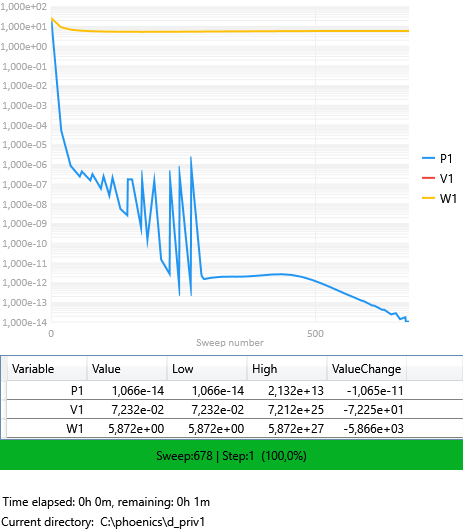 1,000e+02
1,000e+01
1,000e+00
1,000e-01
1,000e-02
1,000e-03
1,000e-04
1,000e-05
1,000e-06
1,000e-07
1,000e-08
1,000e-09
1,000e-10
1,000e-11
1,000e-12
1,000e-13
1,000e-14
0 500
Sweep number
P1
V1
W1
Variable Value Low High ValueChange
P1 1,066e-14 1,066e-14 2,132e+13 -1,065e-11
V1 7,232e-02 7,232e-02 7,212e+25 -7,225e+01
W1 5,872e+00 5,872e+00 5,872e+27 -5,866e+03
Sweep:678 | Step:1 (100,0%)
Time elapsed: 0h 0m, remaining: 0h 1m
Current directory: C:\phoenics\d_priv1